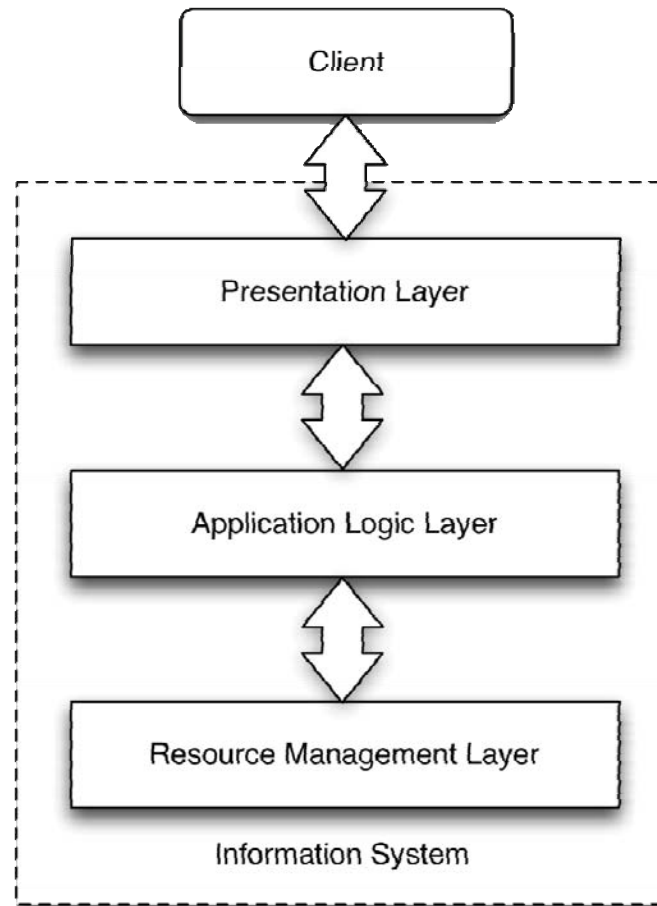 Client
Presentation Layer
Application Logic Layer
Resource Management Layer
Information System